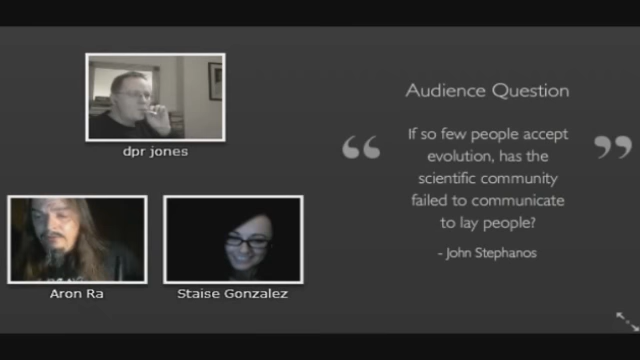 dpr jones
Aron Ra
Staise Gonzalez
Audience Question
“ If so few people accept ”
evolution, has the
scientific community
failed to communicate
to lay people?
- John Stephanos